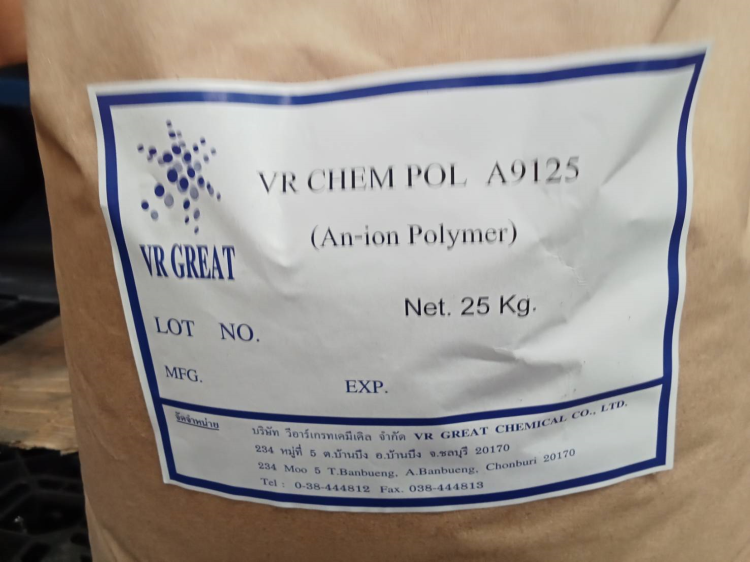 VR CHEM POL A9125
(An-ion Polymer)
VR GREAT
Net. 25 Kg.
LOT NO.
MFG.
EXP.
จัดจำหน่าย
บริษัท วีอาร์เกรทเคมีเคิล จำกัด VR GREAT CHEMICAL CO., LTD.
234 หมู่ที่ 5 ต.บ้านบึง อ.บ้านบึง จ.ชลบุรี 20170
234 Moo 5 T.Banbueng, A.Banbueng, Chonburi 20170
Tel : 0-38-444812 Fax. 038-444813